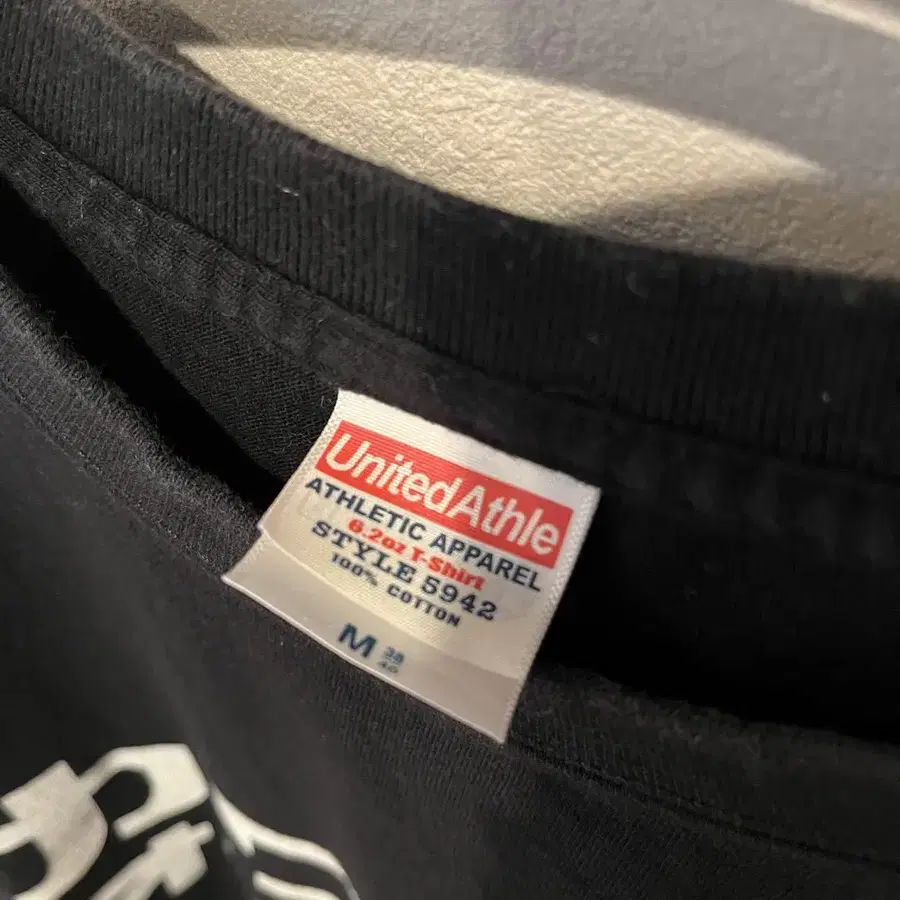 UnitedAthle
ATHLETIC APPAREL
6.2oz T-Shirt
STYLE 5942
100% COTTON
M 38
40